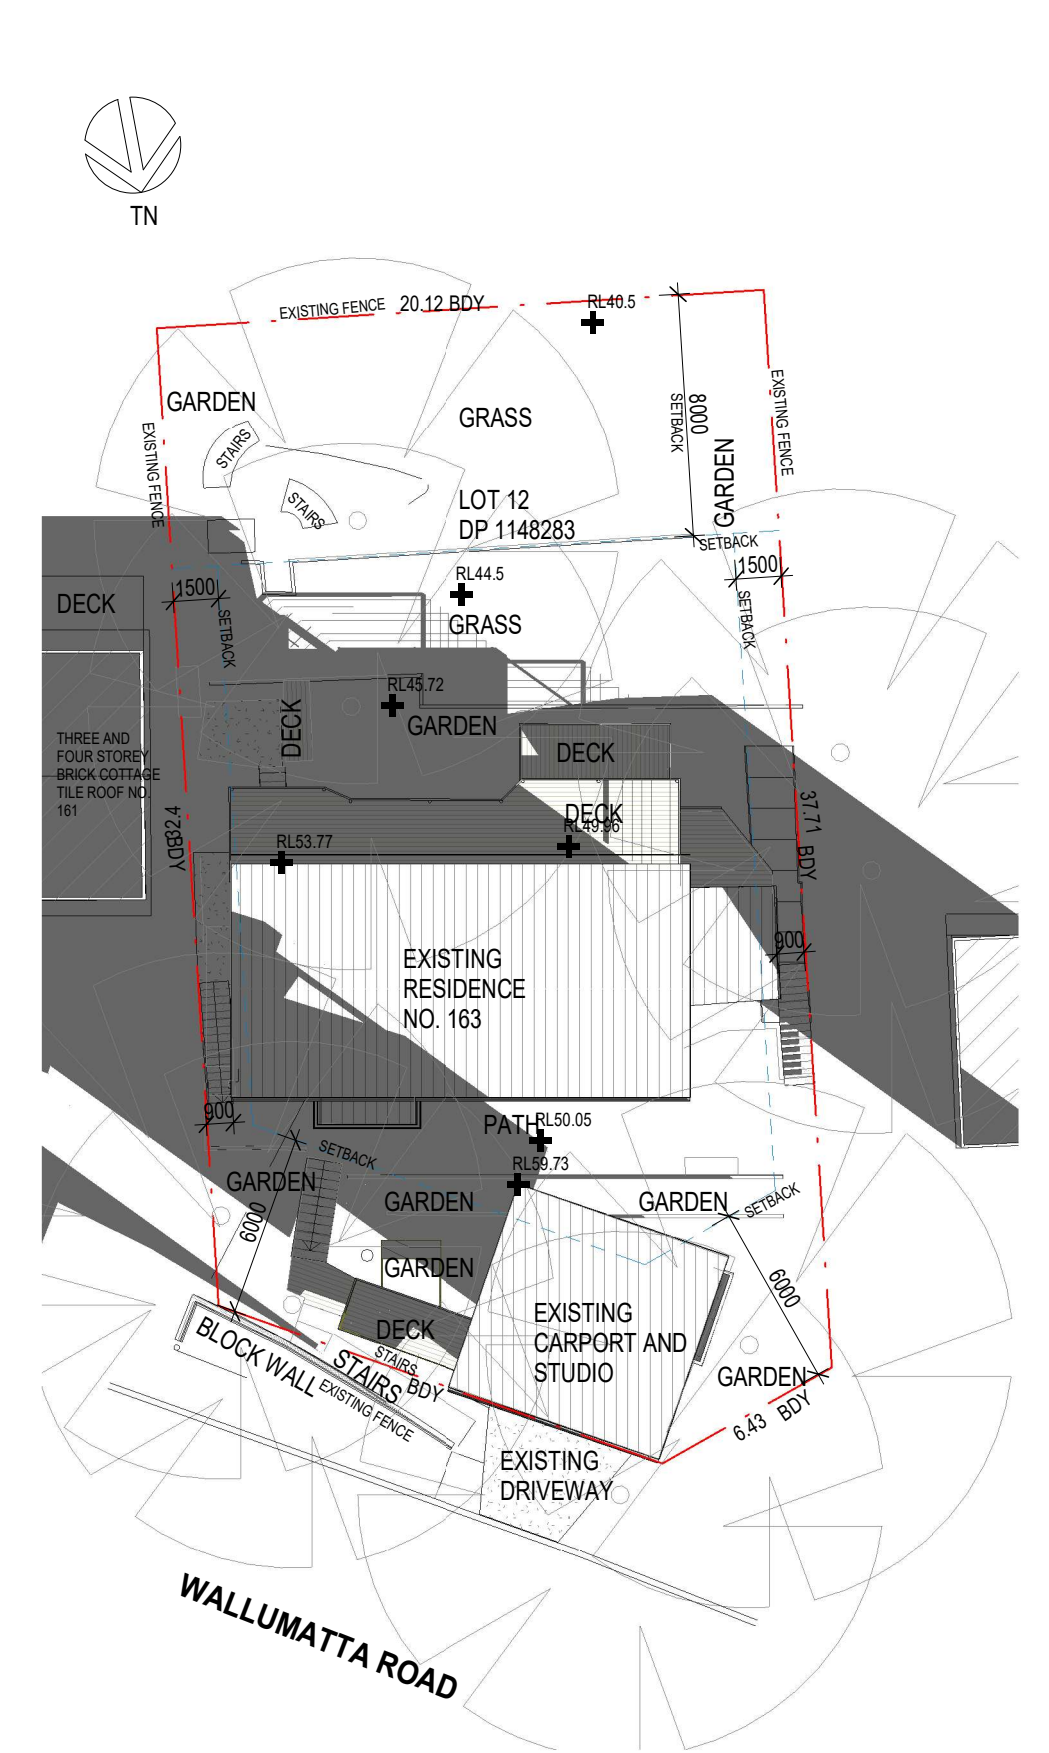 TN
EXISTING FENCE
20.12 BDY
RL40.5
GARDEN
STAIRS
EXISTING FENCE
GRASS
8000
SETBACK
EXISTING FENCE
GARDEN
STAIRS
LOT 12
DP 1148283
SETBACK
1500
SETBACK
RL44.5
GRASS
DECK
1500
SETBACK
RL45.72
GARDEN
DECK
DECK
THREE AND
FOUR STOREY
BRICK COTTAGE
TILE ROOF NO.
161
DECK
RL49.96
32.4
BDY
37.71 BDY
RL53.77
EXISTING
RESIDENCE
NO. 163
900
900
PATH
RL50.05
SETBACK
RL59.73
GARDEN
GARDEN
GARDEN
SETBACK
6000
GARDEN
6000
DECK
EXISTING
CARPORT AND
STUDIO
BLOCK WALL
STAIRS
STAIRS
BDY
EXISTING FENCE
GARDEN
6.43 BDY
EXISTING
DRIVEWAY
WALLUMATTA ROAD